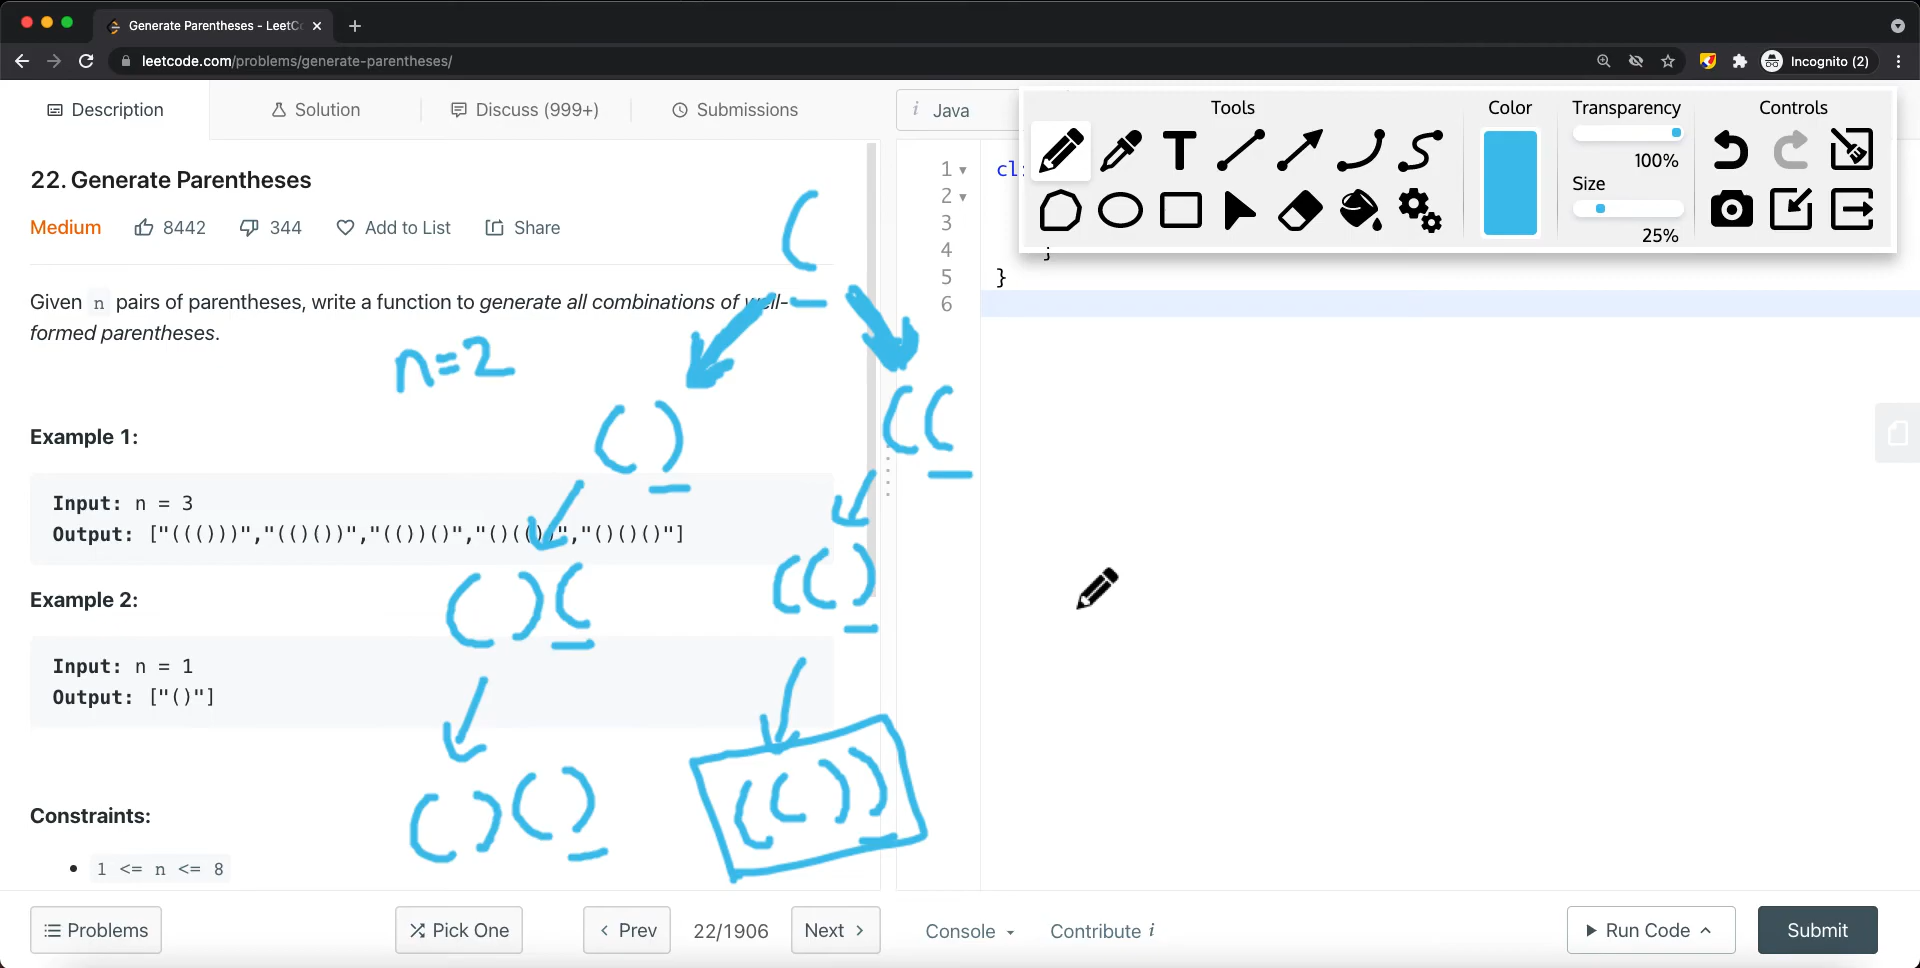 Generate Parentheses - LeetC
leetcode.com/problems/generate-parentheses/
Incognito (2)
Description
Solution
Discuss (999+)
Submissions
i Java
Tools
Color
Transparency
Controls
100%
Size
25%
22. Generate Parentheses
Medium
8442
344
Add to List
Share
Given n pairs of parentheses, write a function to generate all combinations of well-
formed parentheses.
n=2
(
()
((
()(
(()
()()
(())
Example 1:
Input: n = 3
Output: ["((()))","(()())","(())()","()(())","()()()"]
Example 2:
Input: n = 1
Output: ["()"]
Constraints:
• 1 <= n <= 8
1 cl
2
3
4 }
5 }
6
Problems
Pick One
< Prev
22/1906
Next >
Console
Contribute i
Run Code
Submit